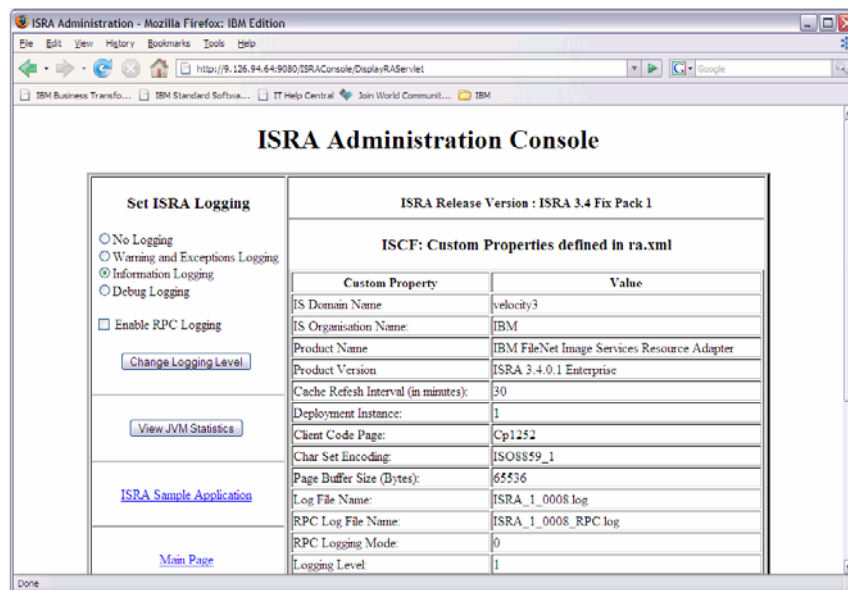 ISRA Administration - Mozilla Firefox: IBM Edition
File Edit View History Bookmarks Tools Help
http://9.126.94.64:9080/ISRAConsole/DisplayRAServlet
Google
IBM Business Transfo... IBM Standard Softwa... IT Help Central Join World Communit... IBM
ISRA Administration Console
Set ISRA Logging
No Logging
Warning and Exceptions Logging
Information Logging
Debug Logging
Enable RPC Logging
Change Logging Level
View JVM Statistics
ISRA Sample Application
Main Page
ISRA Release Version : ISRA 3.4 Fix Pack 1
ISCF: Custom Properties defined in ra.xml
Custom Property Value
IS Domain Name velocity3
IS Organisation Name: IBM
Product Name IBM FileNet Image Services Resource Adapter
Product Version ISRA 3.4.0.1 Enterprise
Cache Refesh Interval (in minutes): 30
Deployment Instance: 1
Client Code Page: Cp1252
Char Set Encoding: ISO8859_1
Page Buffer Size (Bytes): 65536
Log File Name: ISRA_1_0008.log
RPC Log File Name: ISRA_1_0008_RPC.log
RPC Logging Mode: 0
Logging Level: 1
Done